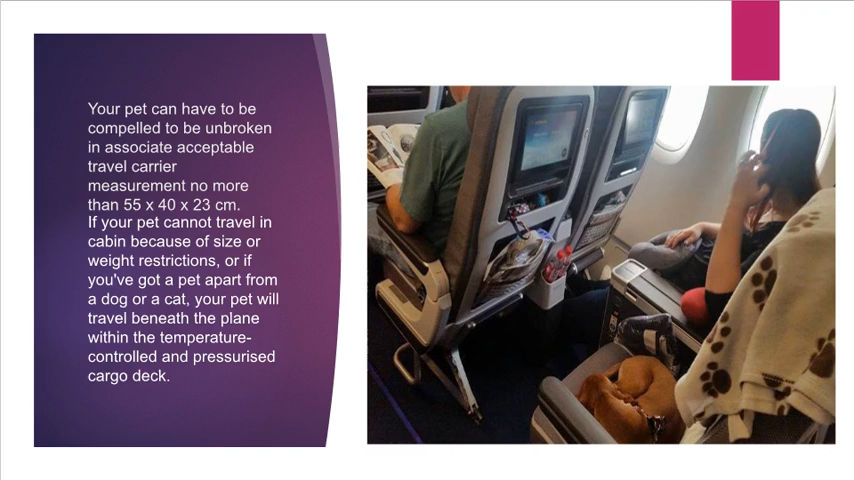 Your pet can have to be
compelled to be unbroken
in associate acceptable
travel carrier
measurement no more
than 55 x 40 x 23 cm.
If your pet cannot travel in
cabin because of size or
weight restrictions, or if
you've got a pet apart from
a dog or a cat, your pet will
travel beneath the plane
within the temperature-
controlled and pressurised
cargo deck.